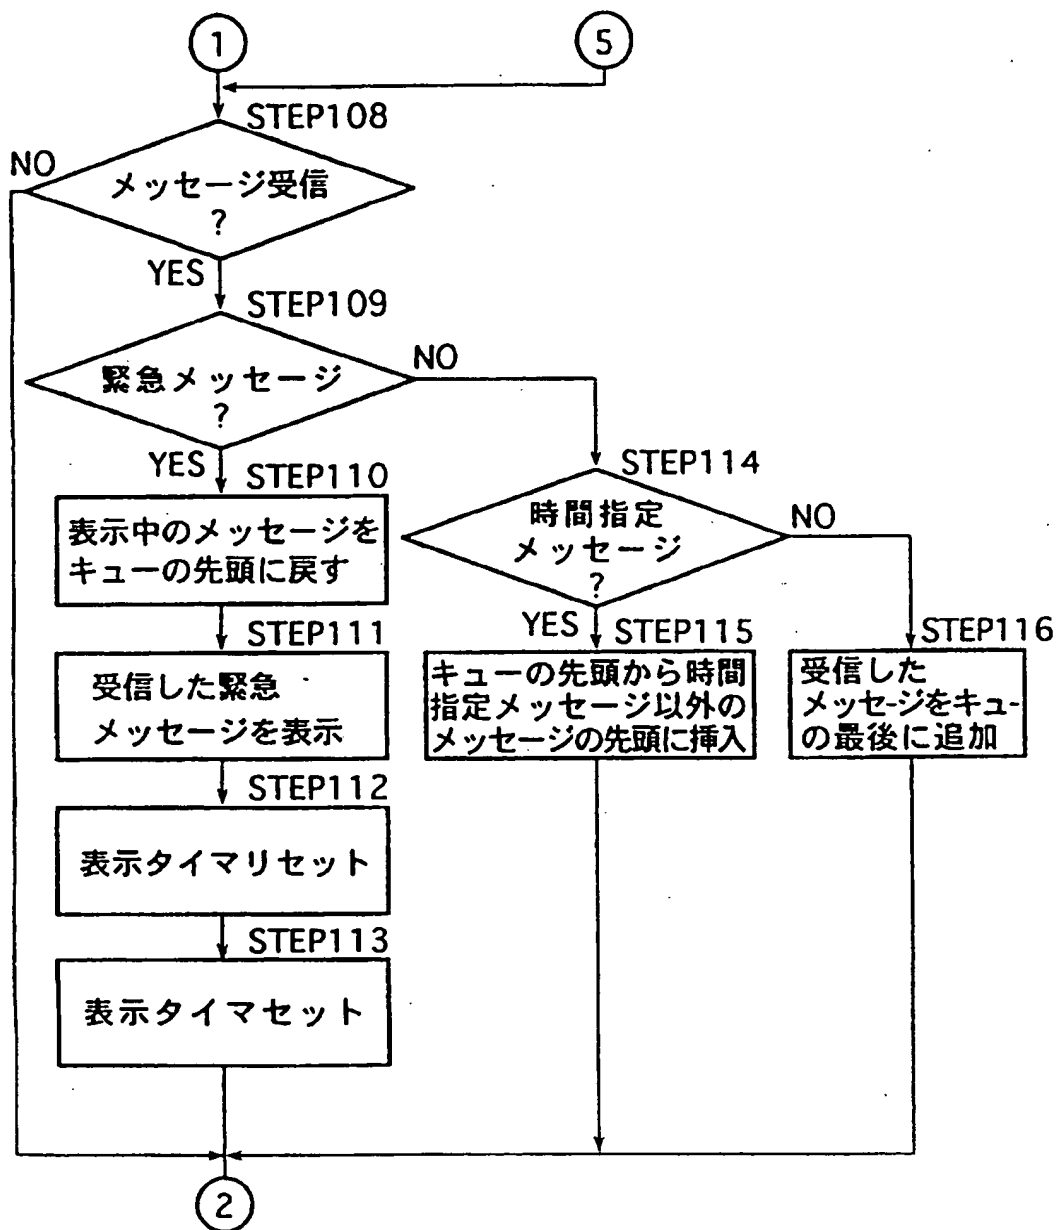 1
5
STEP108
NO
メッセージ受信
?
YES
STEP109
NO
緊急メッセージ
?
YES
STEP110
STEP114
表示中のメッセージを
キューの先頭に戻す
時間指定
メッセージ
?
NO
YES
STEP111
STEP115
STEP116
受信した緊急
メッセージを表示
キューの先頭から時間
指定メッセージ以外の
メッセージの先頭に挿入
受信した
メッセージをキュー
の最後に追加
STEP112
表示タイマリセット
STEP113
表示タイマセット
2